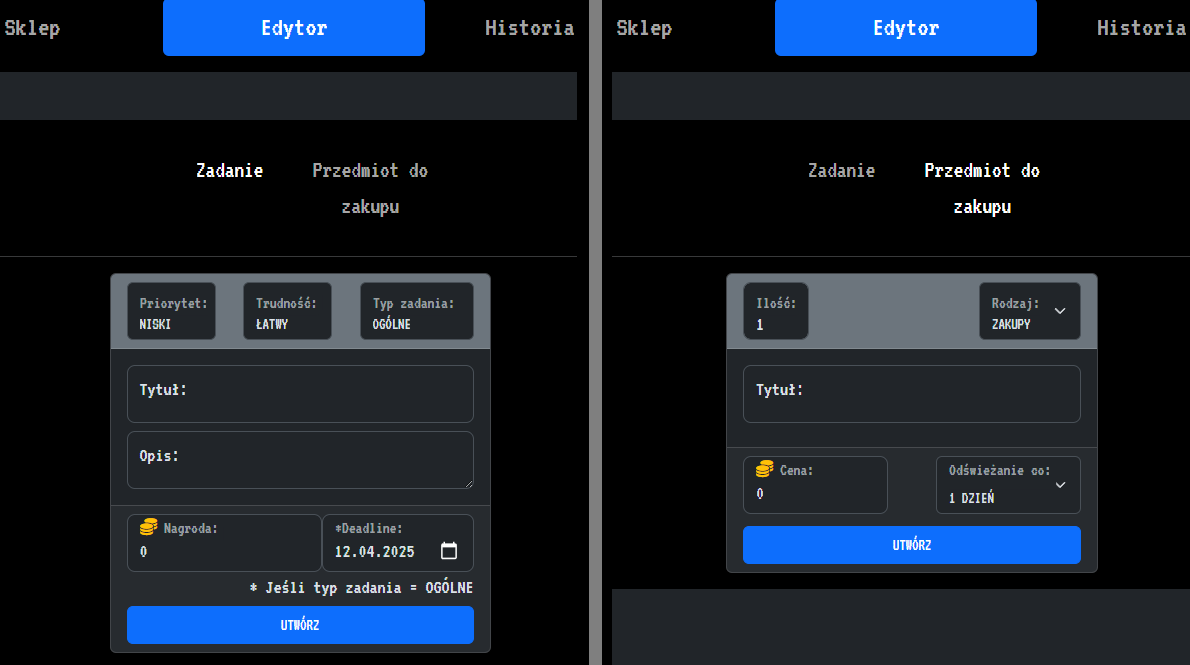 Sklep
Edytor
Historia
Zadanie
Przedmiot do
zakupu
Priorytet:
NISKI
Trudność:
ŁATWY
Typ zadania:
OGÓLNE
Tytuł:
Opis:
Nagroda:
0
*Deadline:
12.04.2025
* Jeśli typ zadania = OGÓLNE
UTWÓRZ
Sklep
Edytor
Historia
Zadanie
Przedmiot do
zakupu
Ilość:
1
Rodzaj:
ZAKUPY
Tytuł:
Cena:
0
Odświeżanie co:
1 DZIEŃ
UTWÓRZ